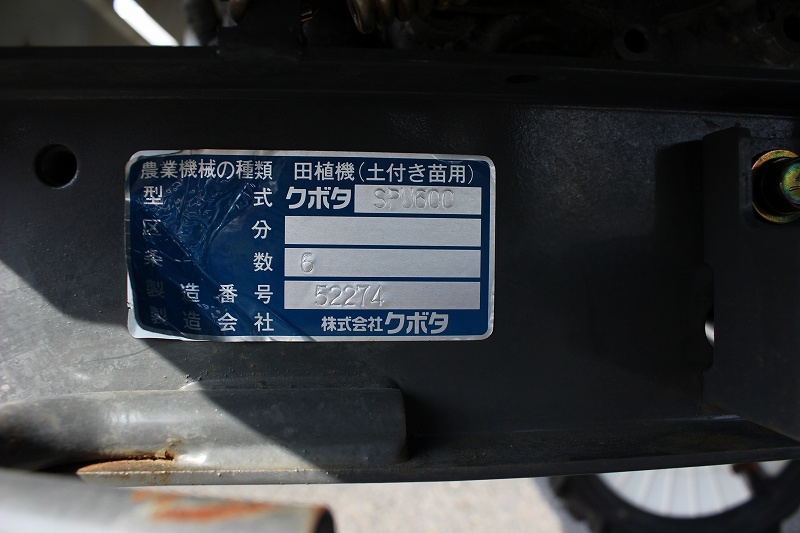 農業機械の種類 田植機(土付き苗用)
型式 クボタ SPU600
区分
条数 6
製造番号 52274
製造会社 株式会社クボタ